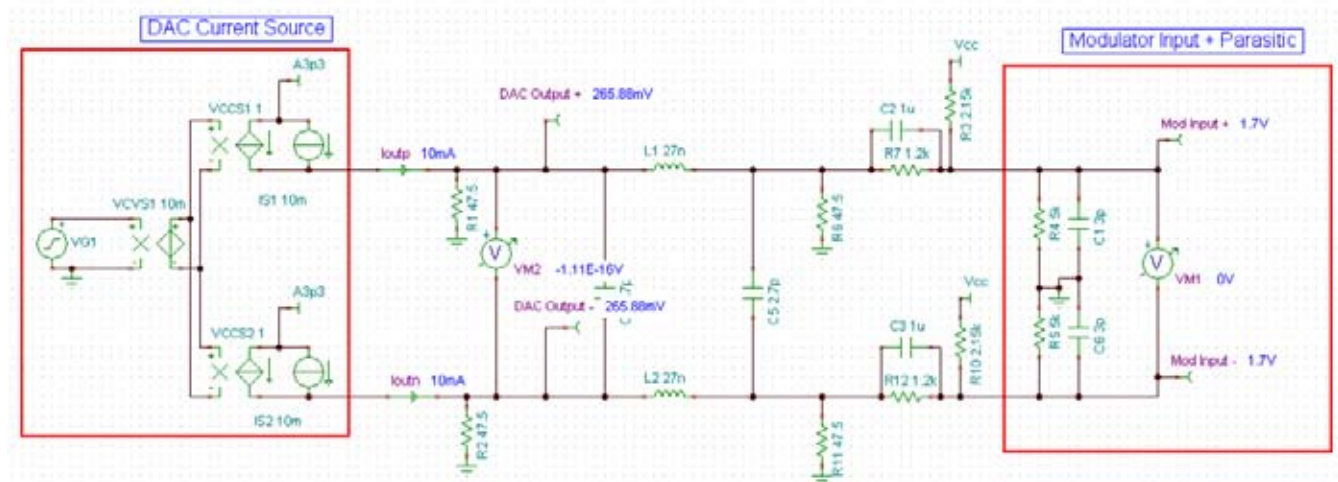 DAC Current Source
Modulator Input + Parasitic
A3p3
VCCS1 1
IS1 10m
VCVS1 10m
VG1
A3p3
VCCS2 1
IS2 10m
Ioutp 10mA
Ioutn 10mA
R1 47.5
R2 47.5
DAC Output + 265.88mV
V
VM2 -1.11E-16V
C .7p
DAC Output - 265.88mV
L1 27n
L2 27n
C5 2.7p
R6 47.5
R11 47.5
C2 1u
R7 1.2k
C3 1u
R12 1.2k
Vcc
R3 2.15k
Vcc
R10 2.15k
Mod Input + 1.7V
R4 5k
C1 3p
R5 5k
C6 3p
V
VM1 0V
Mod Input - 1.7V